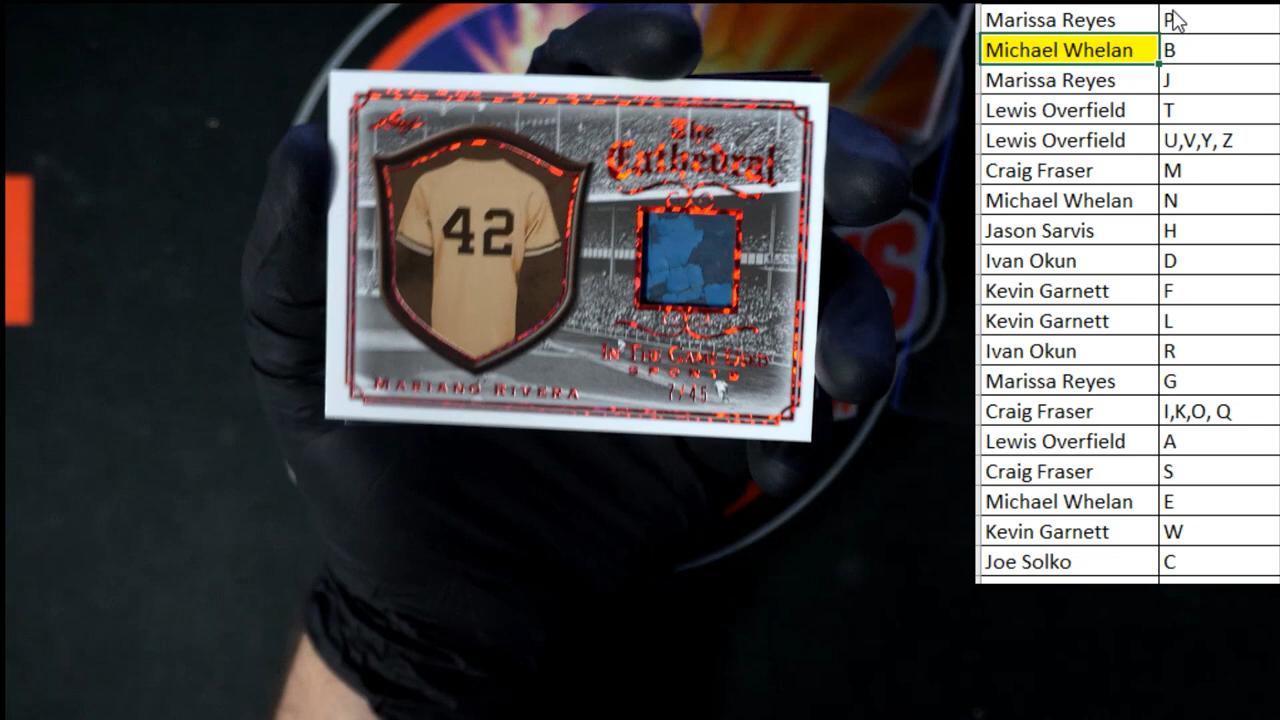 Leaf
The
Cathedral
42
In The Game Used
SPORTS
MARIANO RIVERA
7/45
Marissa Reyes P
Michael Whelan B
Marissa Reyes J
Lewis Overfield T
Lewis Overfield U,V,Y, Z
Craig Fraser M
Michael Whelan N
Jason Sarvis H
Ivan Okun D
Kevin Garnett F
Kevin Garnett L
Ivan Okun R
Marissa Reyes G
Craig Fraser I,K,O, Q
Lewis Overfield A
Craig Fraser S
Michael Whelan E
Kevin Garnett W
Joe Solko C